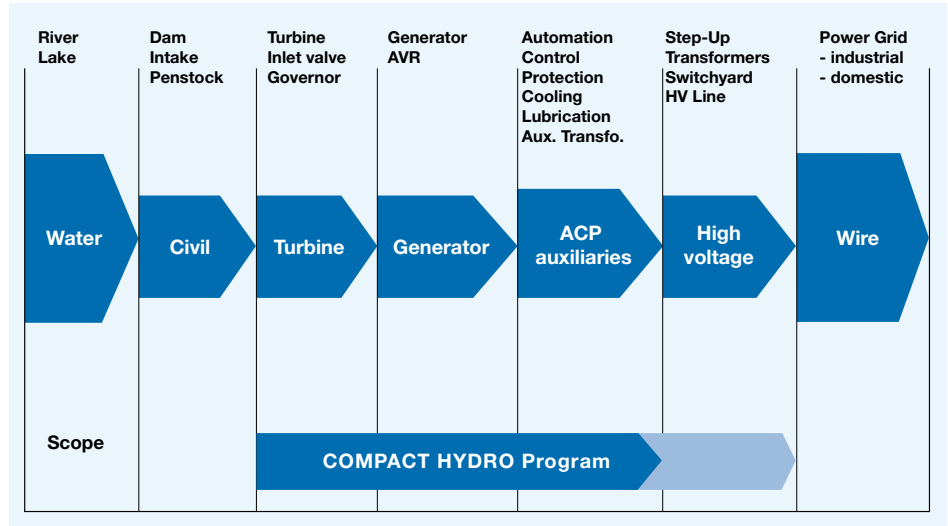 River
Lake
Dam
Intake
Penstock
Turbine
Inlet valve
Governor
Generator
AVR
Automation
Control
Protection
Cooling
Lubrication
Aux. Transfo.
Step-Up
Transformers
Switchyard
HV Line
Power Grid
- industrial
- domestic
Water
Civil
Turbine
Generator
ACP
auxiliaries
High
voltage
Wire
Scope
COMPACT HYDRO Program